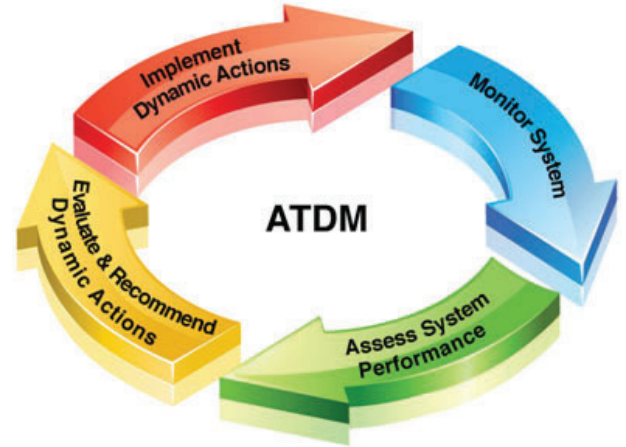 Implement
Dynamic Actions
Monitor System
ATDM
Evaluate & Recommend
Dynamic Actions
Assess System
Performance